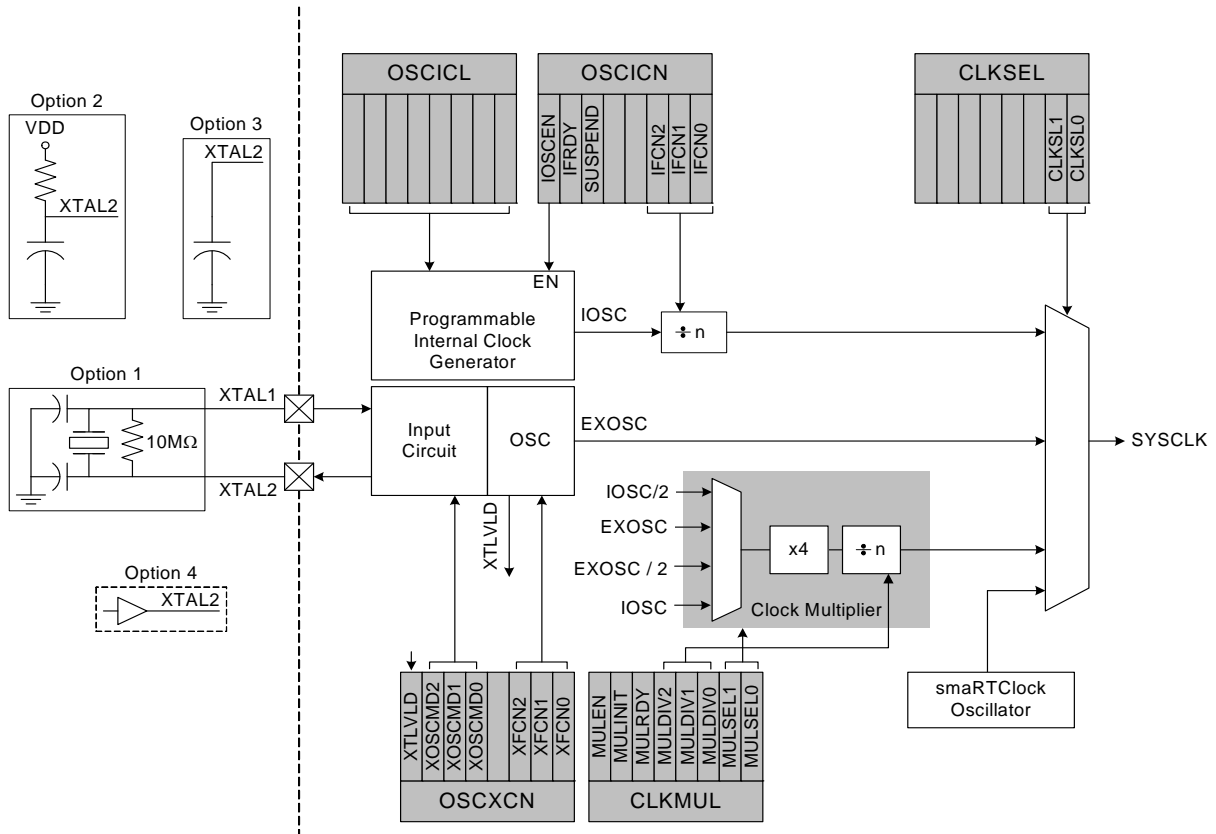 OSCICL
OSCICN
CLKSEL
IOSCEN
IFRDY
SUSPEND
IFCN2
IFCN1
IFCN0
CLKSL1
CLKSL0
Option 2
VDD
XTAL2
Option 3
XTAL2
EN
Programmable
Internal Clock
Generator
IOSC
÷ n
Option 1
XTAL1
10MΩ
XTAL2
Input
Circuit
OSC
EXOSC
SYSCLK
XTLVLD
IOSC/2
EXOSC
EXOSC / 2
IOSC
x4
÷ n
Clock Multiplier
Option 4
XTAL2
smaRTClock
Oscillator
XTLVLD
XOSCMD2
XOSCMD1
XOSCMD0
XFCN2
XFCN1
XFCN0
OSCXCN
MULEN
MULINIT
MULRDY
MULDIV2
MULDIV1
MULDIV0
MULSEL1
MULSEL0
CLKMUL